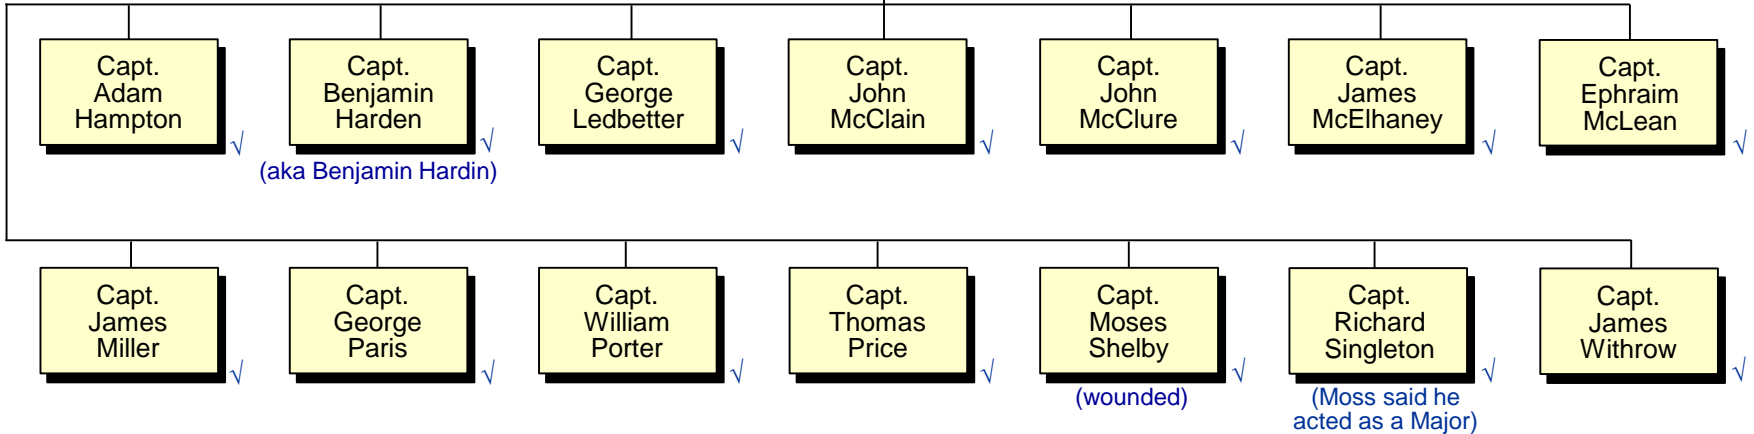 Capt.
Adam
Hampton
√
Capt.
Benjamin
Harden
√
(aka Benjamin Hardin)
Capt.
George
Ledbetter
√
Capt.
John
McClain
√
Capt.
John
McClure
√
Capt.
James
McElhaney
√
Capt.
Ephraim
McLean
√
Capt.
James
Miller
√
Capt.
George
Paris
√
Capt.
William
Porter
√
Capt.
Thomas
Price
√
Capt.
Moses
Shelby
√
(wounded)
Capt.
Richard
Singleton
√
(Moss said he
acted as a Major)
Capt.
James
Withrow
√